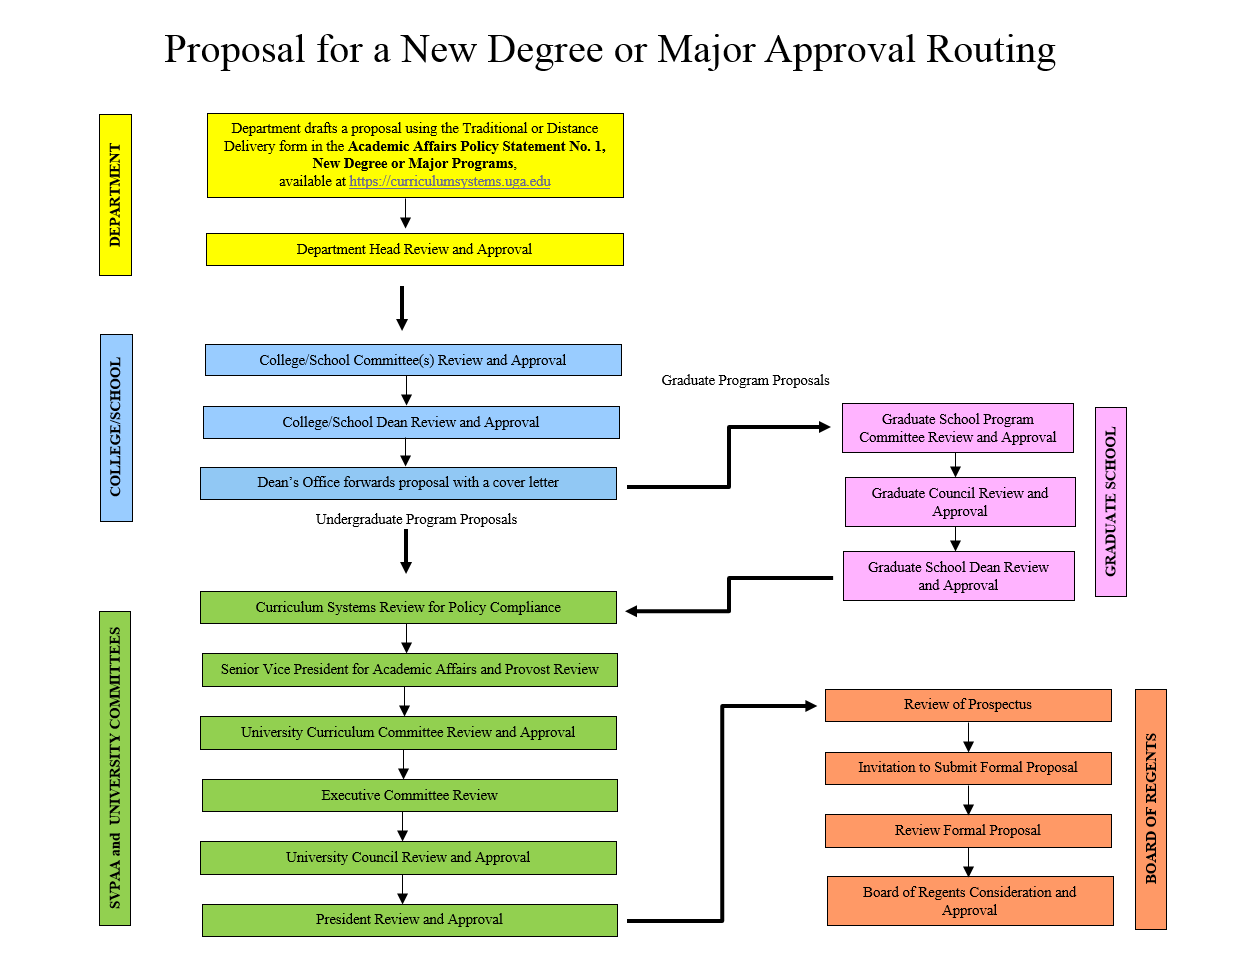 Proposal for a New Degree or Major Approval Routing
DEPARTMENT
Department drafts a proposal using the Traditional or Distance
Delivery form in the Academic Affairs Policy Statement No. 1,
New Degree or Major Programs,
available at https://curriculumsystems.uga.edu
Department Head Review and Approval
COLLEGE/SCHOOL
College/School Committee(s) Review and Approval
College/School Dean Review and Approval
Dean’s Office forwards proposal with a cover letter
Graduate Program Proposals
Graduate School Program
Committee Review and Approval
Graduate Council Review and
Approval
Graduate School Dean Review
and Approval
GRADUATE SCHOOL
Undergraduate Program Proposals
SVPAA and UNIVERSITY COMMITTEES
Curriculum Systems Review for Policy Compliance
Senior Vice President for Academic Affairs and Provost Review
University Curriculum Committee Review and Approval
Executive Committee Review
University Council Review and Approval
President Review and Approval
Review of Prospectus
Invitation to Submit Formal Proposal
Review Formal Proposal
Board of Regents Consideration and
Approval
BOARD OF REGENTS